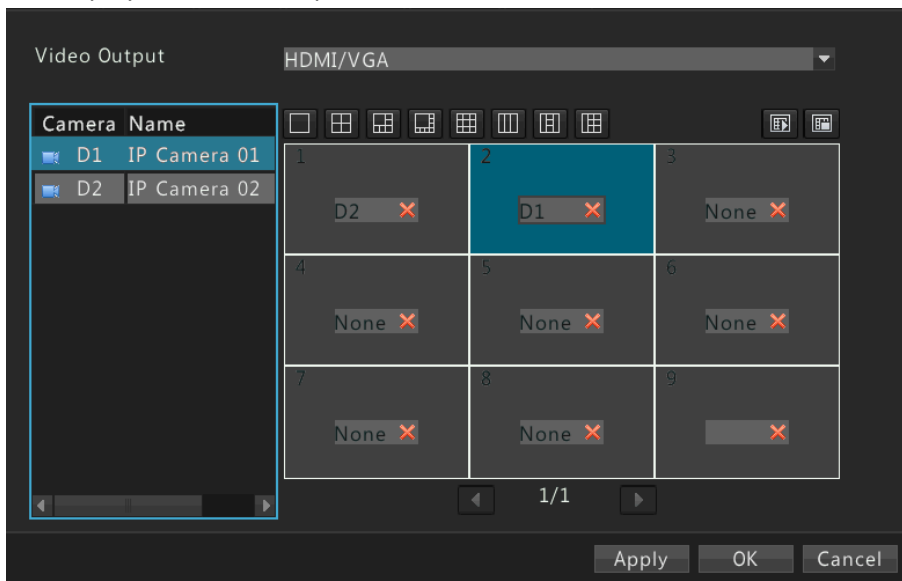 Video Output HDMI/VGA
Camera Name
D1 IP Camera 01
D2 IP Camera 02
1 2 3
D2 D1 None
4 5 6
None None None
7 8 9
None None
1/1
Apply OK Cancel